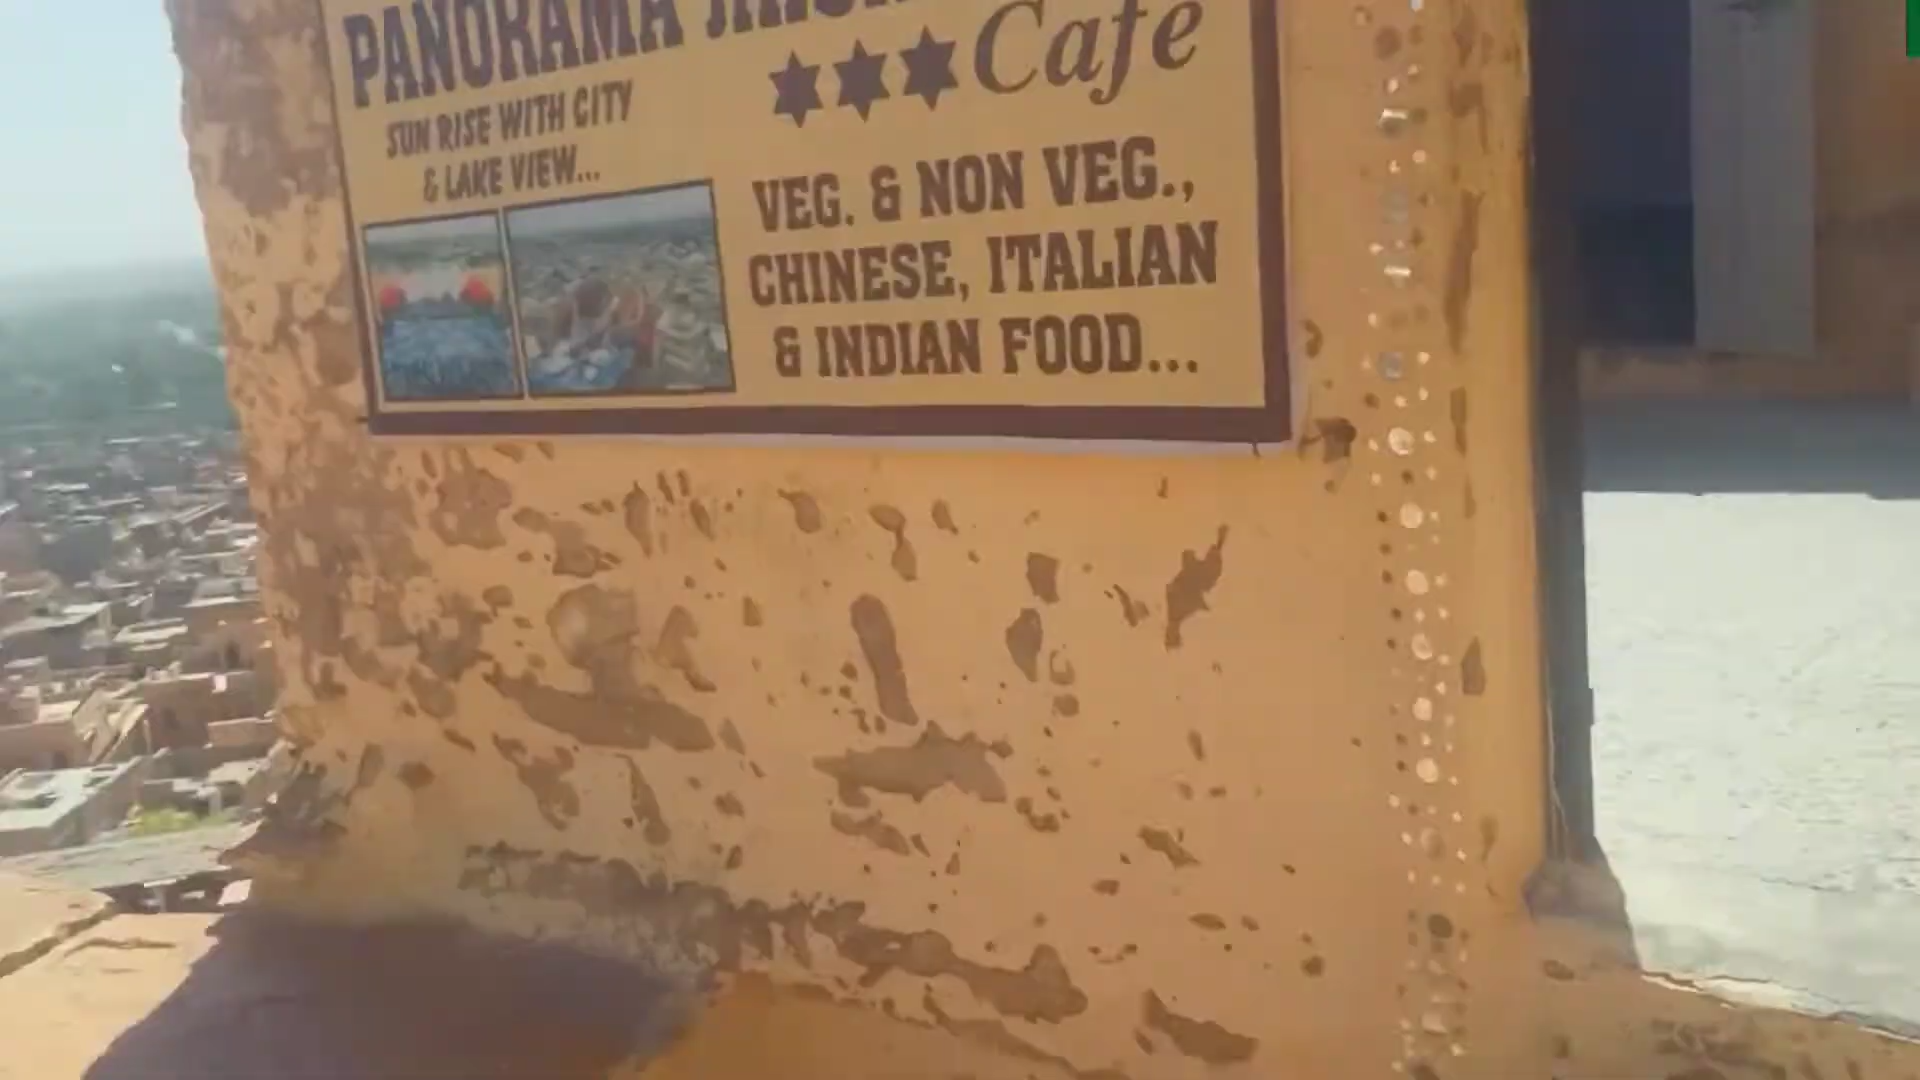 PANORAMA
Cafe
SUN RISE WITH CITY
& LAKE VIEW...
VEG. & NON VEG.,
CHINESE, ITALIAN
& INDIAN FOOD...